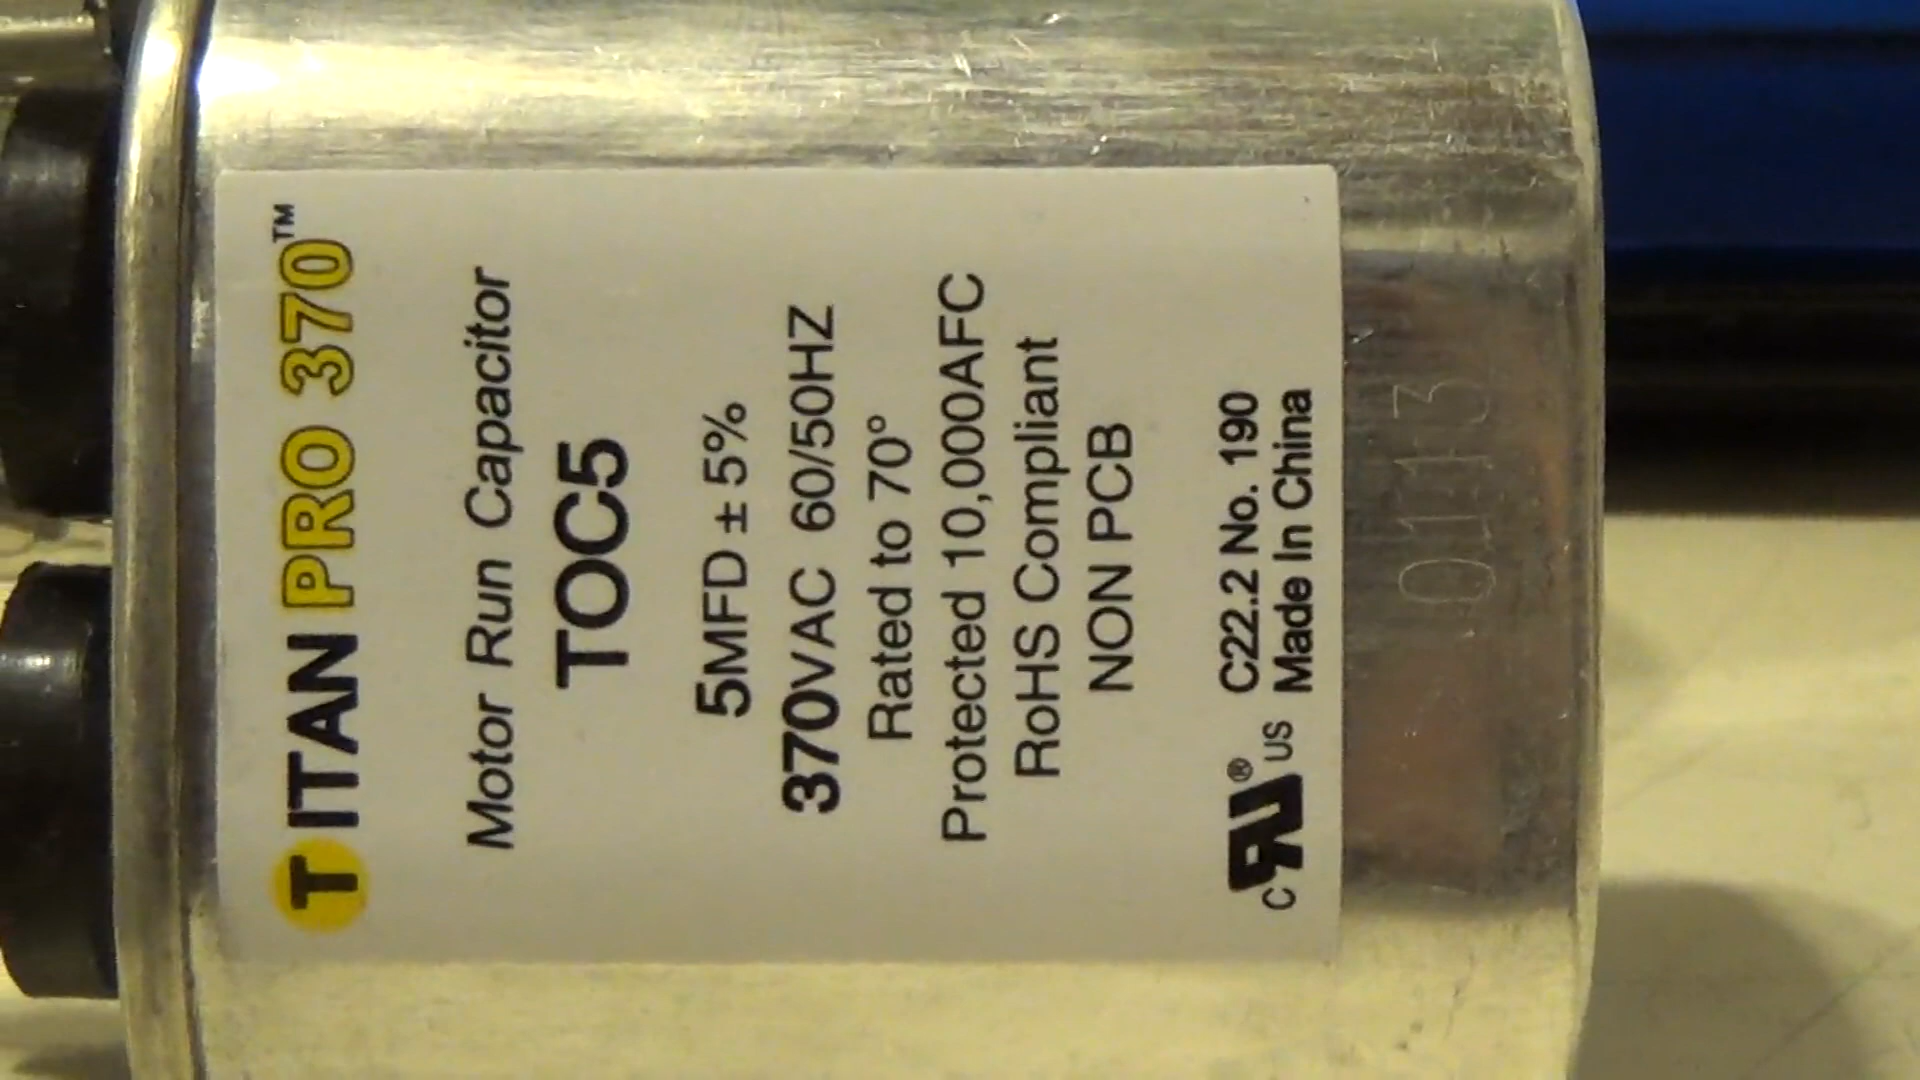 TITAN PRO 370™
Motor Run Capacitor
TOC5
5MFD ± 5%
370VAC 60/50HZ
Rated to 70°
Protected 10,000AFC
RoHS Compliant
NON PCB
C22.2 No. 190
c RU® US Made In China
0113